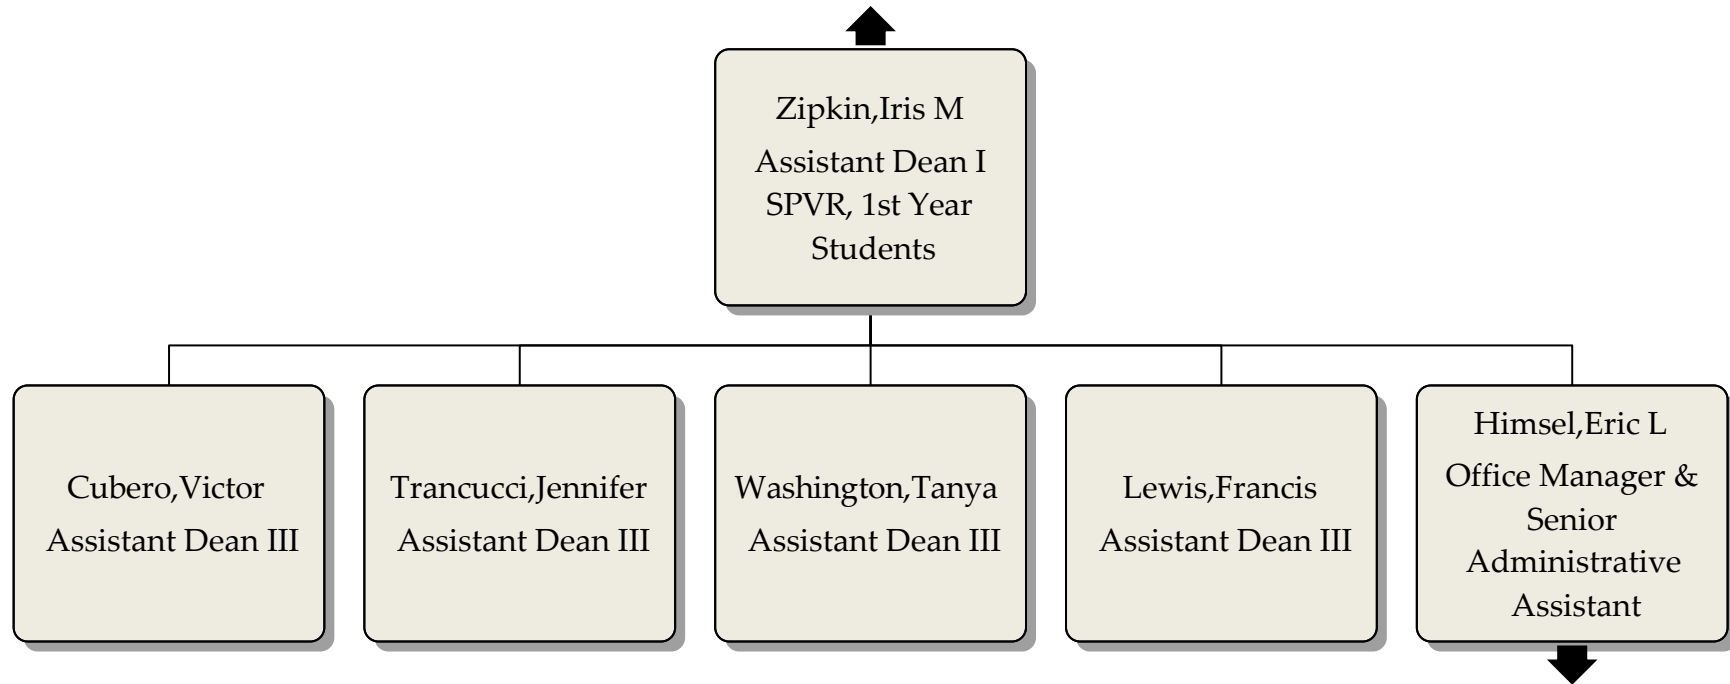 Zipkin,Iris M
Assistant Dean I
SPVR, 1st Year
Students
Cubero,Victor
Assistant Dean III
Trancucci,Jennifer
Assistant Dean III
Washington,Tanya
Assistant Dean III
Lewis,Francis
Assistant Dean III
Himsel,Eric L
Office Manager &
Senior
Administrative
Assistant